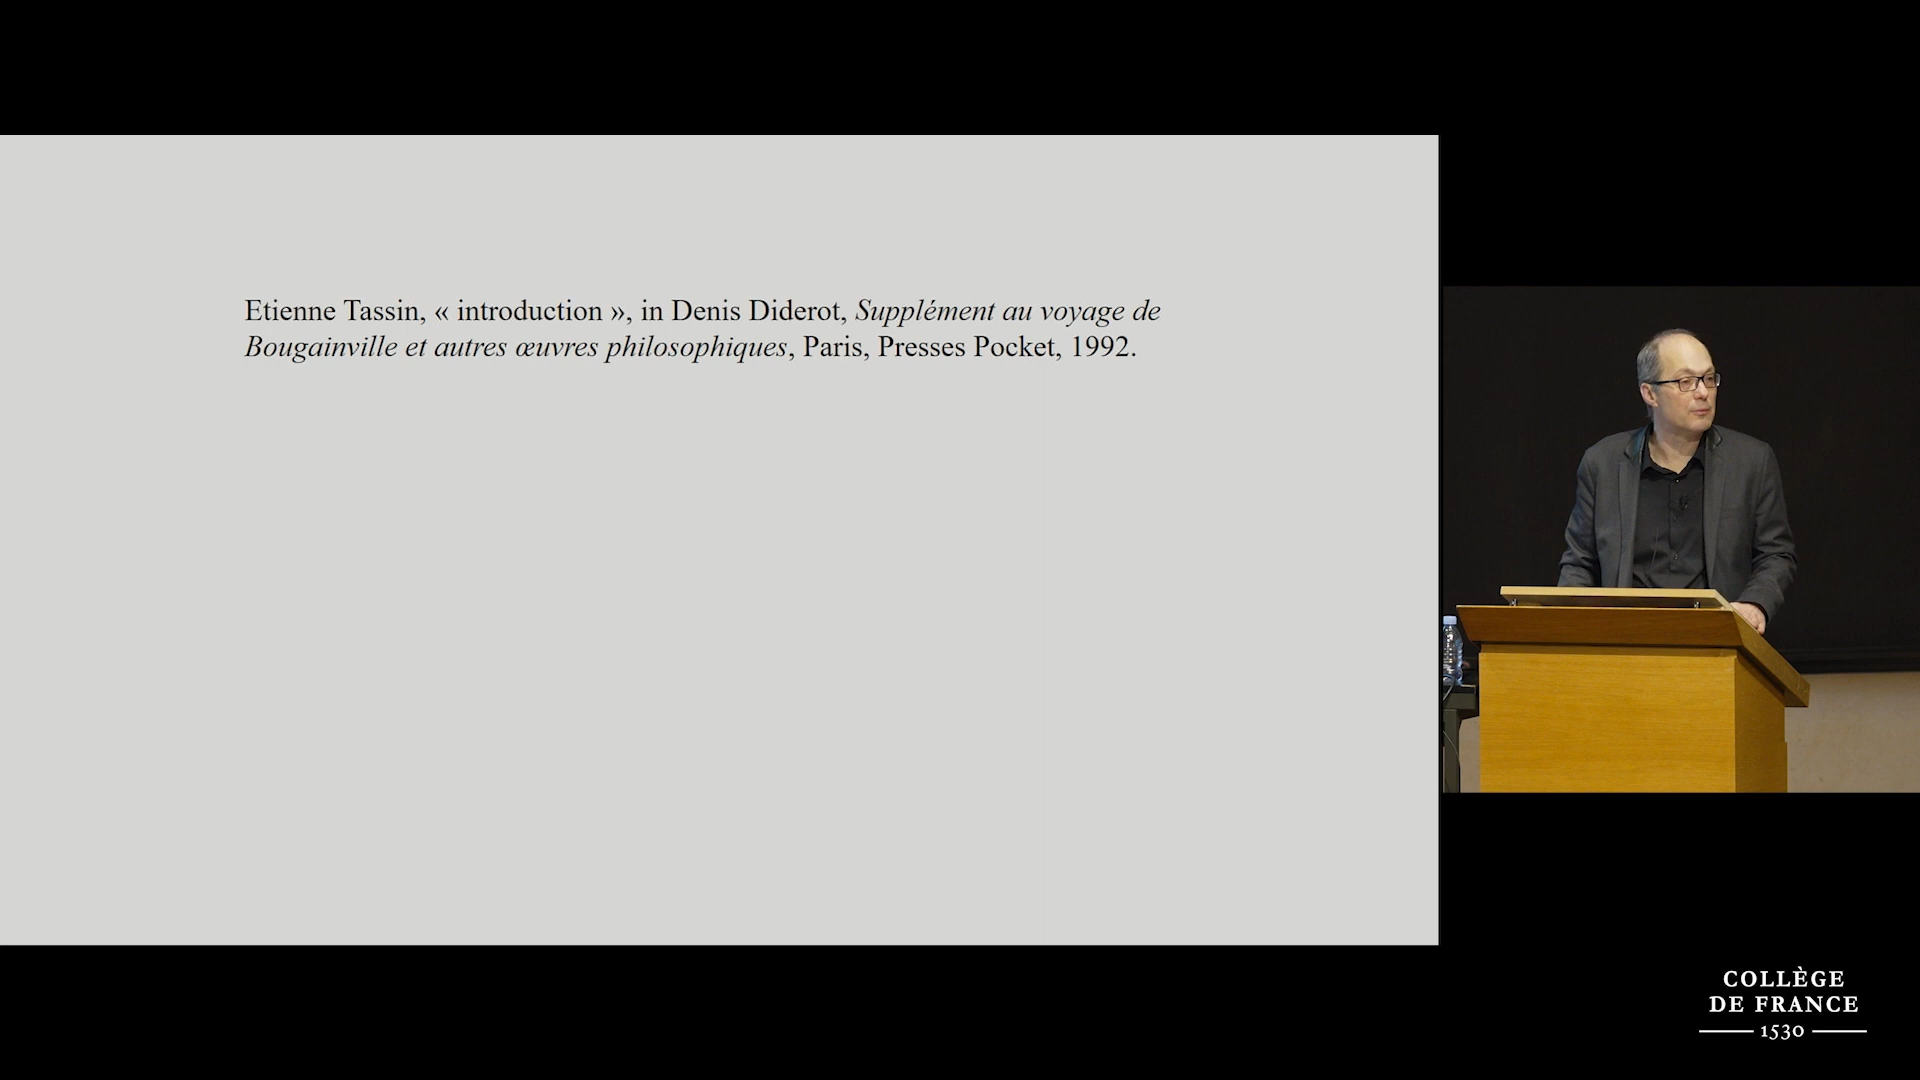 Etienne Tassin, « introduction », in Denis Diderot, Supplément au voyage de
Bougainville et autres œuvres philosophiques, Paris, Presses Pocket, 1992.
COLLÈGE
DE FRANCE
1530